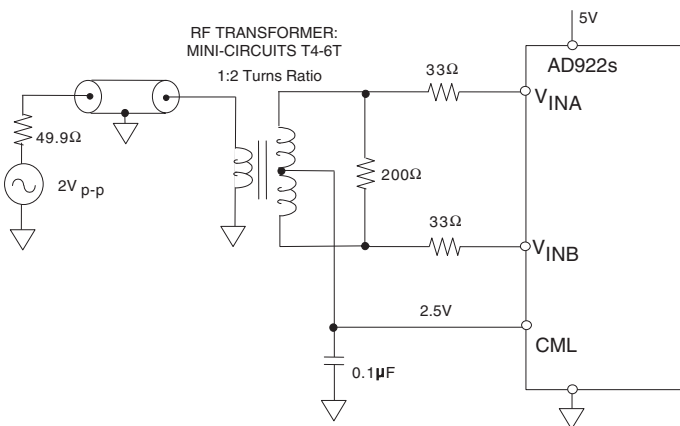 RF TRANSFORMER:
MINI-CIRCUITS T4-6T
1:2 Turns Ratio
5V
AD922s
33Ω
VINA
49.9Ω
2V p-p
200Ω
33Ω
VINB
2.5V
CML
0.1µF